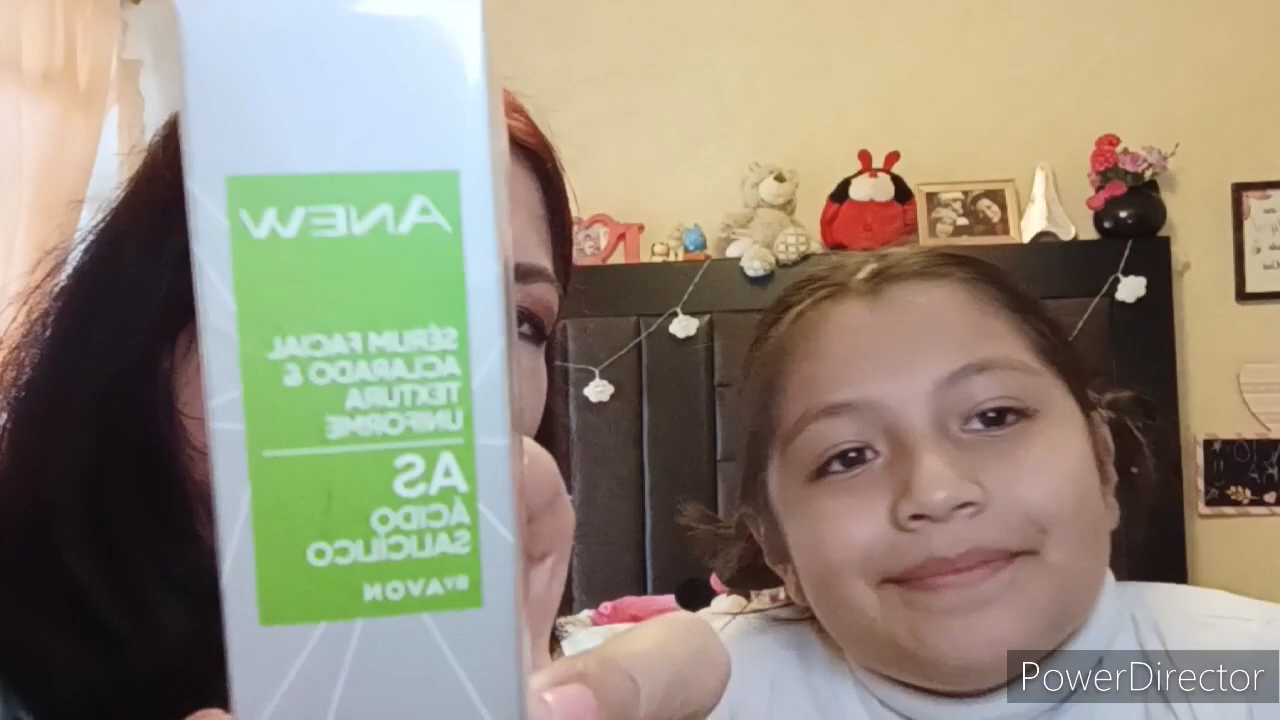 ANEW
SÉRUM FACIAL
ACLARADO &
TEXTURA
UNIFORME
AS
ÁCIDO
SALICÍLICO
BY AVON
PowerDirector